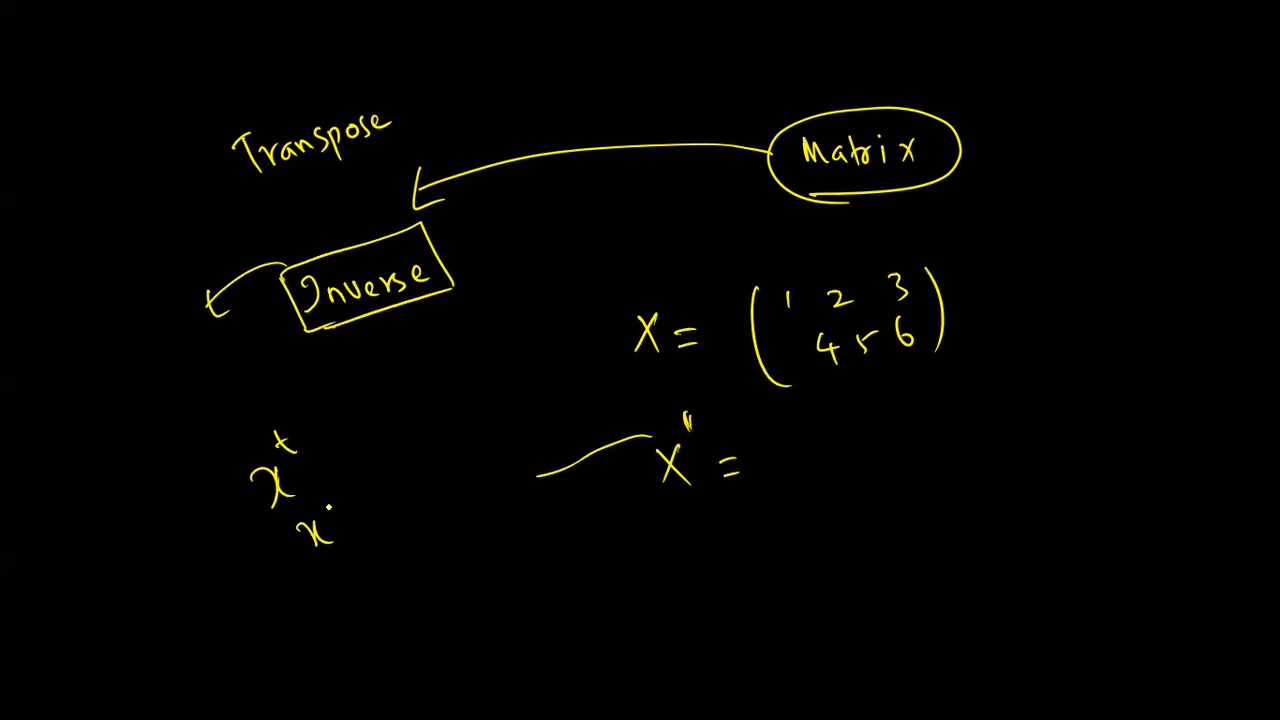 Transpose
Matrix
Inverse
X = ( 1 2 3
4 5 6 )
x^t
X" =
x